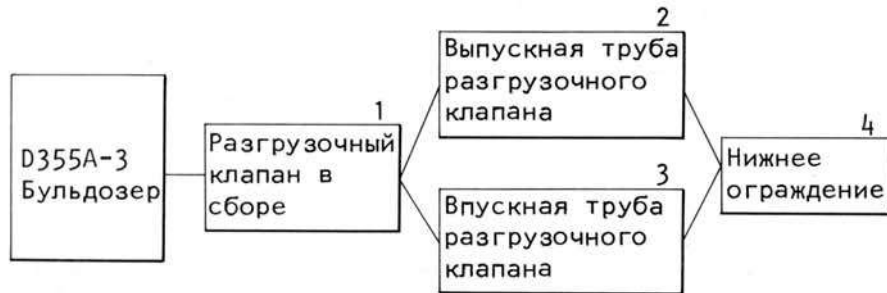 D355A-3
Бульдозер
1
Разгрузочный
клапан в
сборе
2
Выпускная труба
разгрузочного
клапана
3
Впускная труба
разгрузочного
клапана
4
Нижнее
ограждение